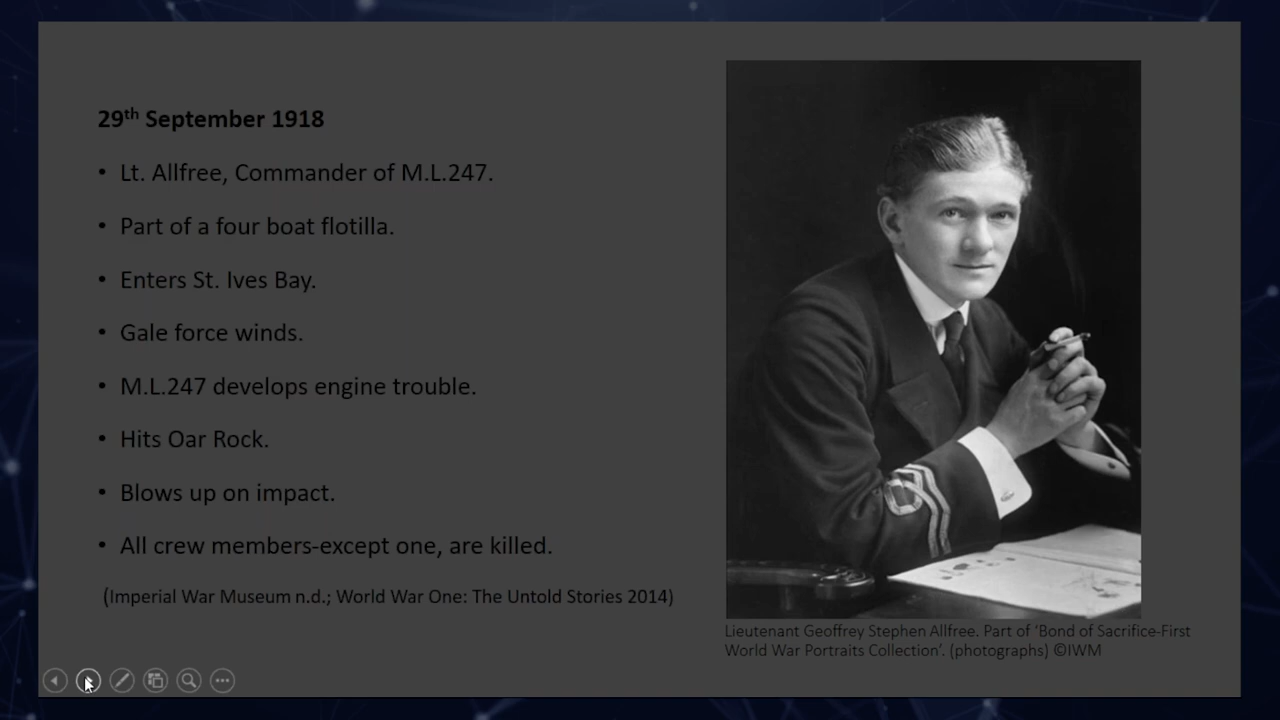 29th September 1918
• Lt. Allfree, Commander of M.L.247.
• Part of a four boat flotilla.
• Enters St. Ives Bay.
• Gale force winds.
• M.L.247 develops engine trouble.
• Hits Oar Rock.
• Blows up on impact.
• All crew members-except one, are killed.
(Imperial War Museum n.d.; World War One: The Untold Stories 2014)
Lieutenant Geoffrey Stephen Allfree. Part of ‘Bond of Sacrifice-First
World War Portraits Collection’. (photographs) ©IWM